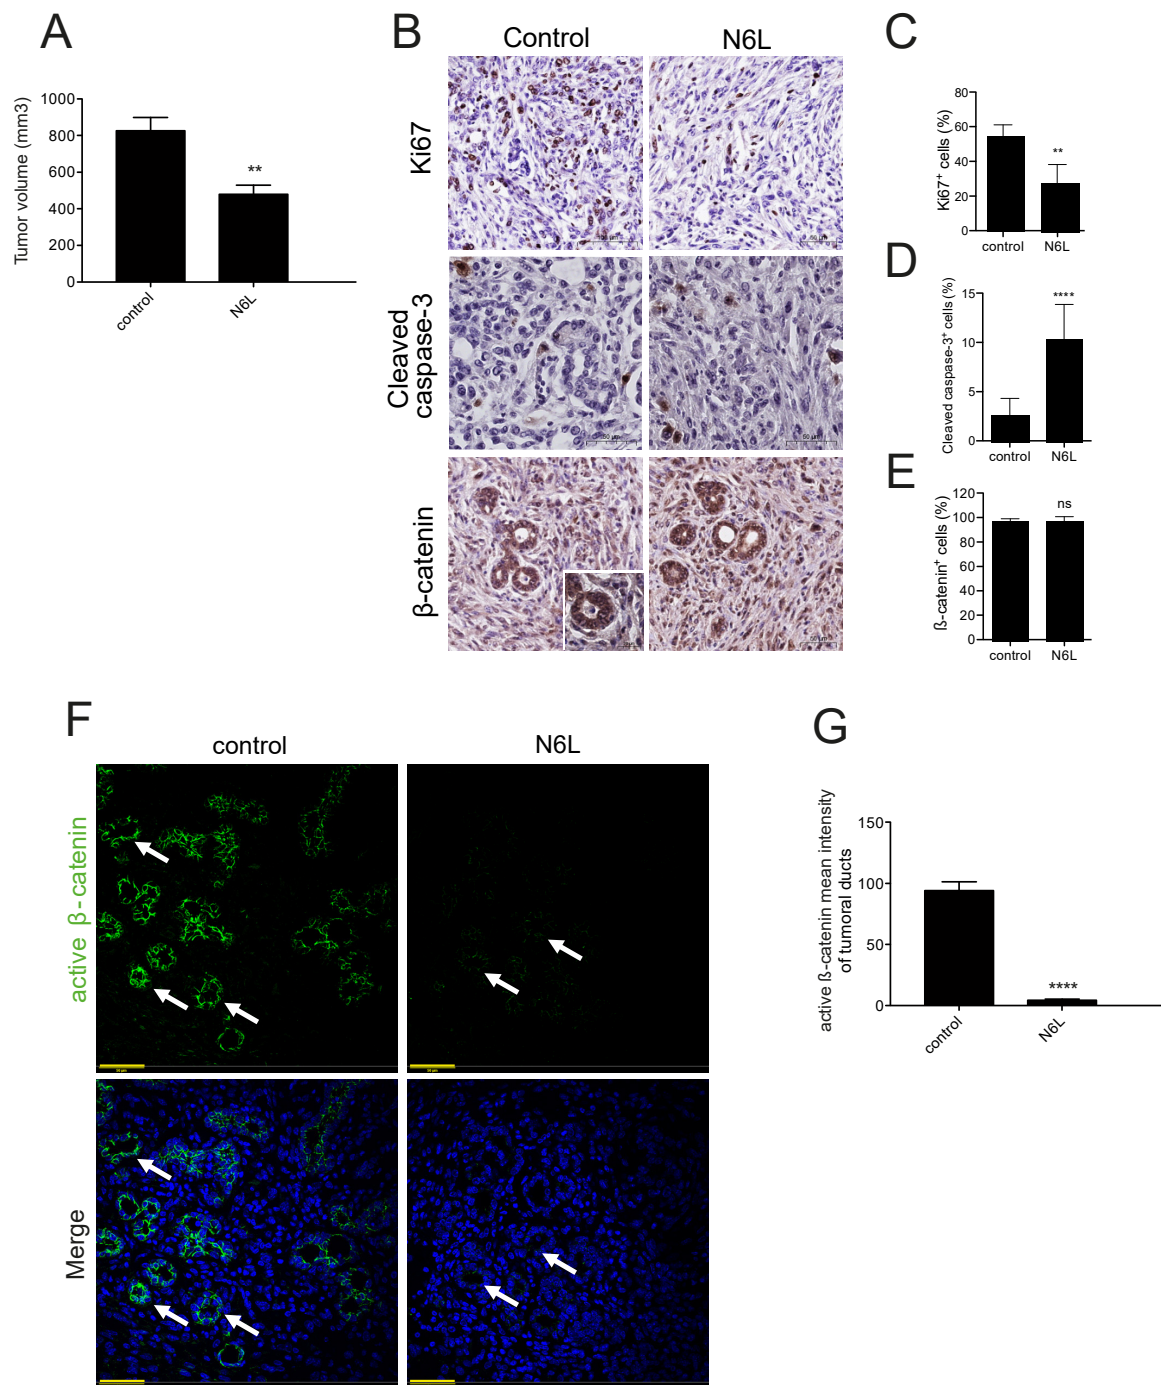 A
Tumor volume (mm3)
1000
800
600
400
200
0
**
control
N6L
B
Control
N6L
Ki67
Cleaved
caspase-3
β-catenin
50 µm
C
Ki67+ cells (%)
80
60
40
20
0
**
control
N6L
D
Cleaved caspase-3+ cells (%)
15
10
5
0
****
control
N6L
E
ß-catenin+ cells (%)
120
100
80
60
40
20
0
ns
control
N6L
F
control
N6L
active β-catenin
Merge
G
active ß-catenin mean intensity
of tumoral ducts
150
100
50
0
****
control
N6L